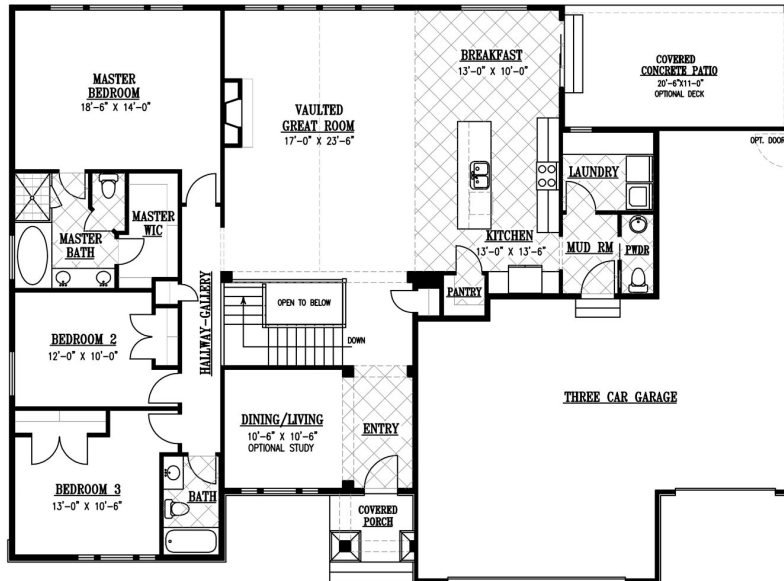 MASTER
BEDROOM
18'-6" X 14'-0"
VAULTED
GREAT ROOM
17'-0" X 23'-6"
BREAKFAST
13'-0" X 10'-0"
COVERED
CONCRETE PATIO
20'-6"X11-0"
OPTIONAL DECK
OPT. DOOR
LAUNDRY
MASTER
WIC
MASTER
BATH
KITCHEN
13'-0" X 13'-6"
MUD RM
PWDR
PANTRY
HALLWAY-GALLERY
OPEN TO BELOW
DOWN
BEDROOM 2
12'-0" X 10'-0"
DINING/LIVING
10'-6" X 10'-6"
OPTIONAL STUDY
ENTRY
THREE CAR GARAGE
BEDROOM 3
13'-0" X 10'-6"
BATH
COVERED
PORCH